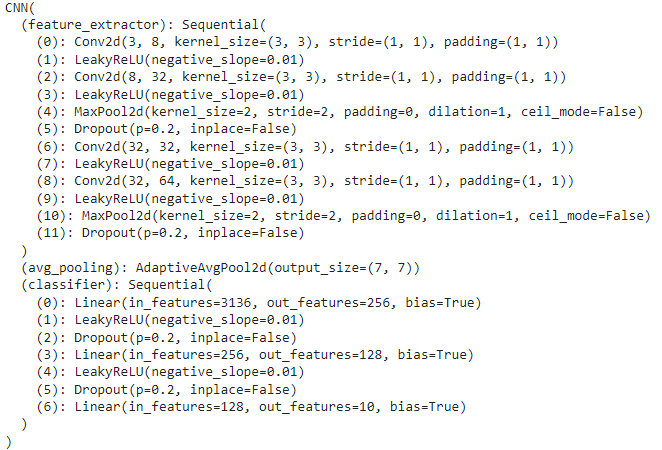 CNN(
  (feature_extractor): Sequential(
    (0): Conv2d(3, 8, kernel_size=(3, 3), stride=(1, 1), padding=(1, 1))
    (1): LeakyReLU(negative_slope=0.01)
    (2): Conv2d(8, 32, kernel_size=(3, 3), stride=(1, 1), padding=(1, 1))
    (3): LeakyReLU(negative_slope=0.01)
    (4): MaxPool2d(kernel_size=2, stride=2, padding=0, dilation=1, ceil_mode=False)
    (5): Dropout(p=0.2, inplace=False)
    (6): Conv2d(32, 32, kernel_size=(3, 3), stride=(1, 1), padding=(1, 1))
    (7): LeakyReLU(negative_slope=0.01)
    (8): Conv2d(32, 64, kernel_size=(3, 3), stride=(1, 1), padding=(1, 1))
    (9): LeakyReLU(negative_slope=0.01)
    (10): MaxPool2d(kernel_size=2, stride=2, padding=0, dilation=1, ceil_mode=False)
    (11): Dropout(p=0.2, inplace=False)
  )
  (avg_pooling): AdaptiveAvgPool2d(output_size=(7, 7))
  (classifier): Sequential(
    (0): Linear(in_features=3136, out_features=256, bias=True)
    (1): LeakyReLU(negative_slope=0.01)
    (2): Dropout(p=0.2, inplace=False)
    (3): Linear(in_features=256, out_features=128, bias=True)
    (4): LeakyReLU(negative_slope=0.01)
    (5): Dropout(p=0.2, inplace=False)
    (6): Linear(in_features=128, out_features=10, bias=True)
  )
)